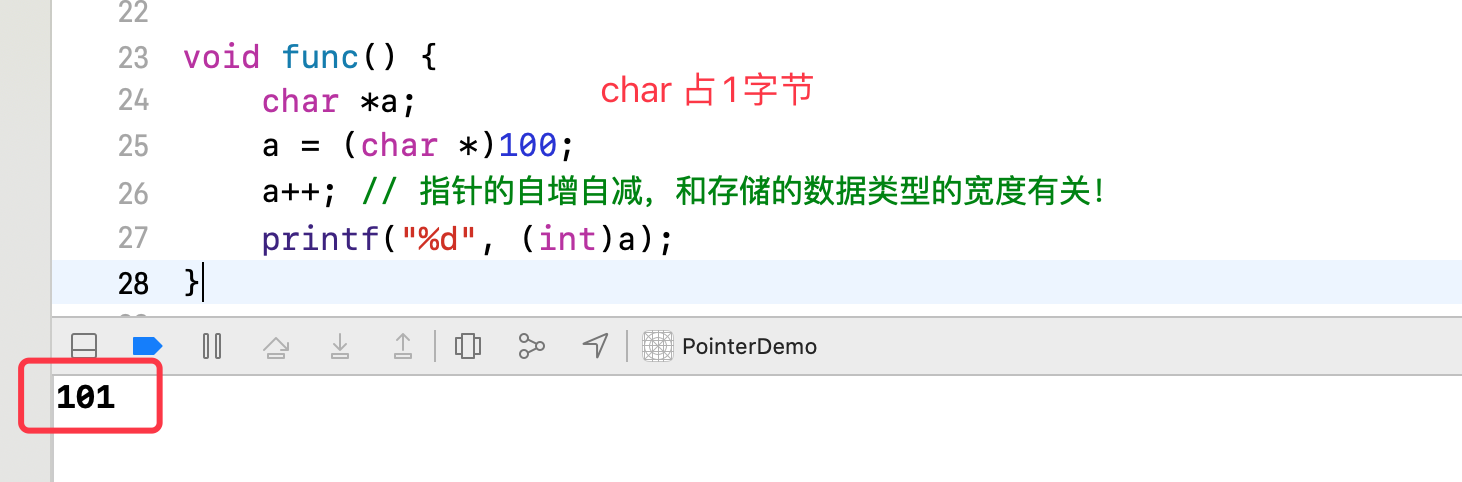 22
23 void func() {
24 char *a;
char 占1字节
25 a = (char *)100;
26 a++; // 指针的自增自减，和存储的数据类型的宽度有关！
27 printf("%d", (int)a);
28 }
PointerDemo
101